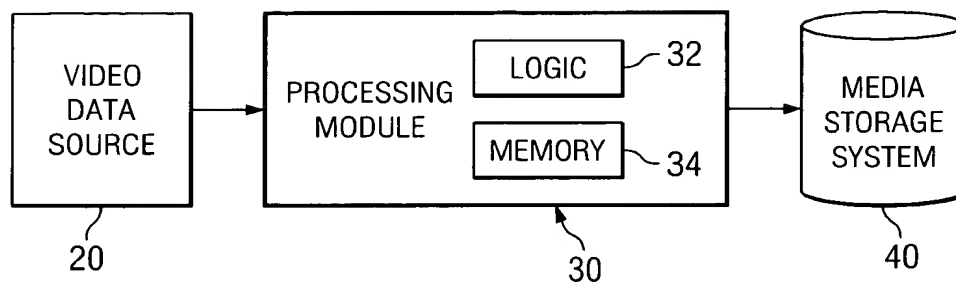 VIDEO
DATA
SOURCE
20
PROCESSING
MODULE
LOGIC
32
MEMORY
34
30
MEDIA
STORAGE
SYSTEM
40